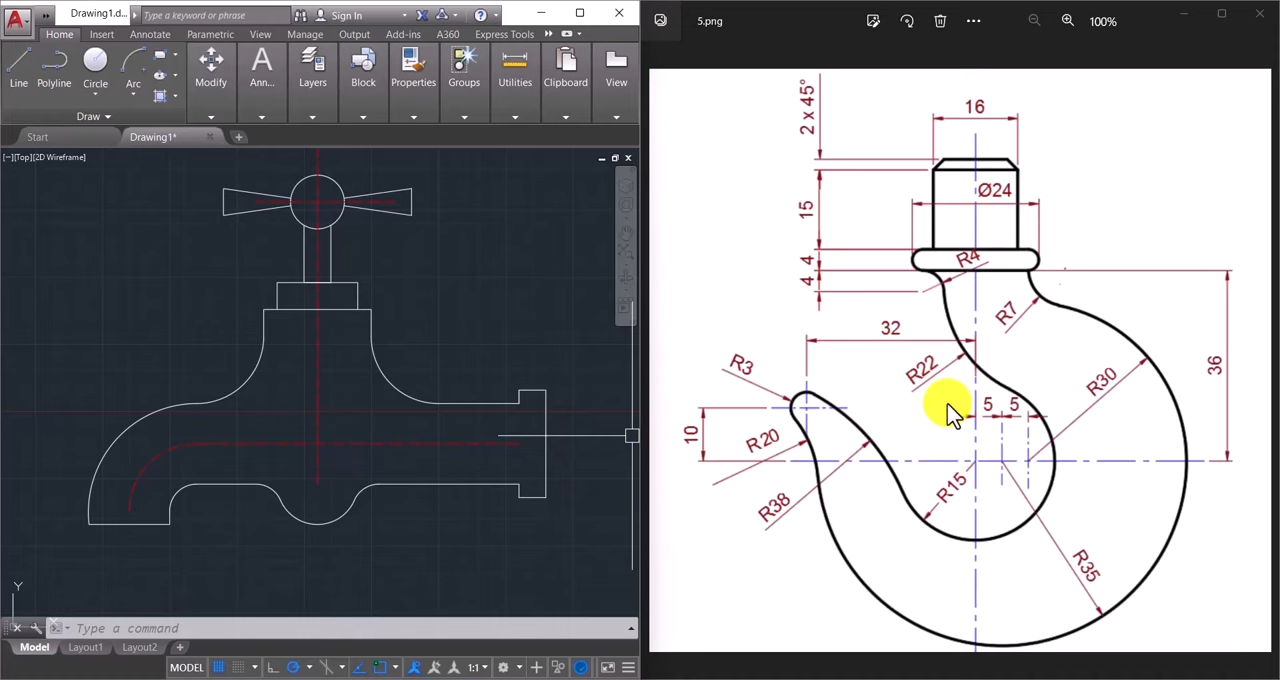 Drawing1.d...
Type a keyword or phrase
Sign In
Home Insert Annotate Parametric View Manage Output Add-ins A360 Express Tools
Line Polyline Circle Arc Modify Ann... Layers Block Properties Groups Utilities Clipboard View
Draw
Start Drawing1*
[−][Top][2D Wireframe]
Y
Type a command
Model Layout1 Layout2
MODEL 1:1
5.png
100%
2 x 45°
16
Ø24
15
4
R4
4
R7
32
R22
36
R3
R30
5 5
10
R20
R15
R38
R35